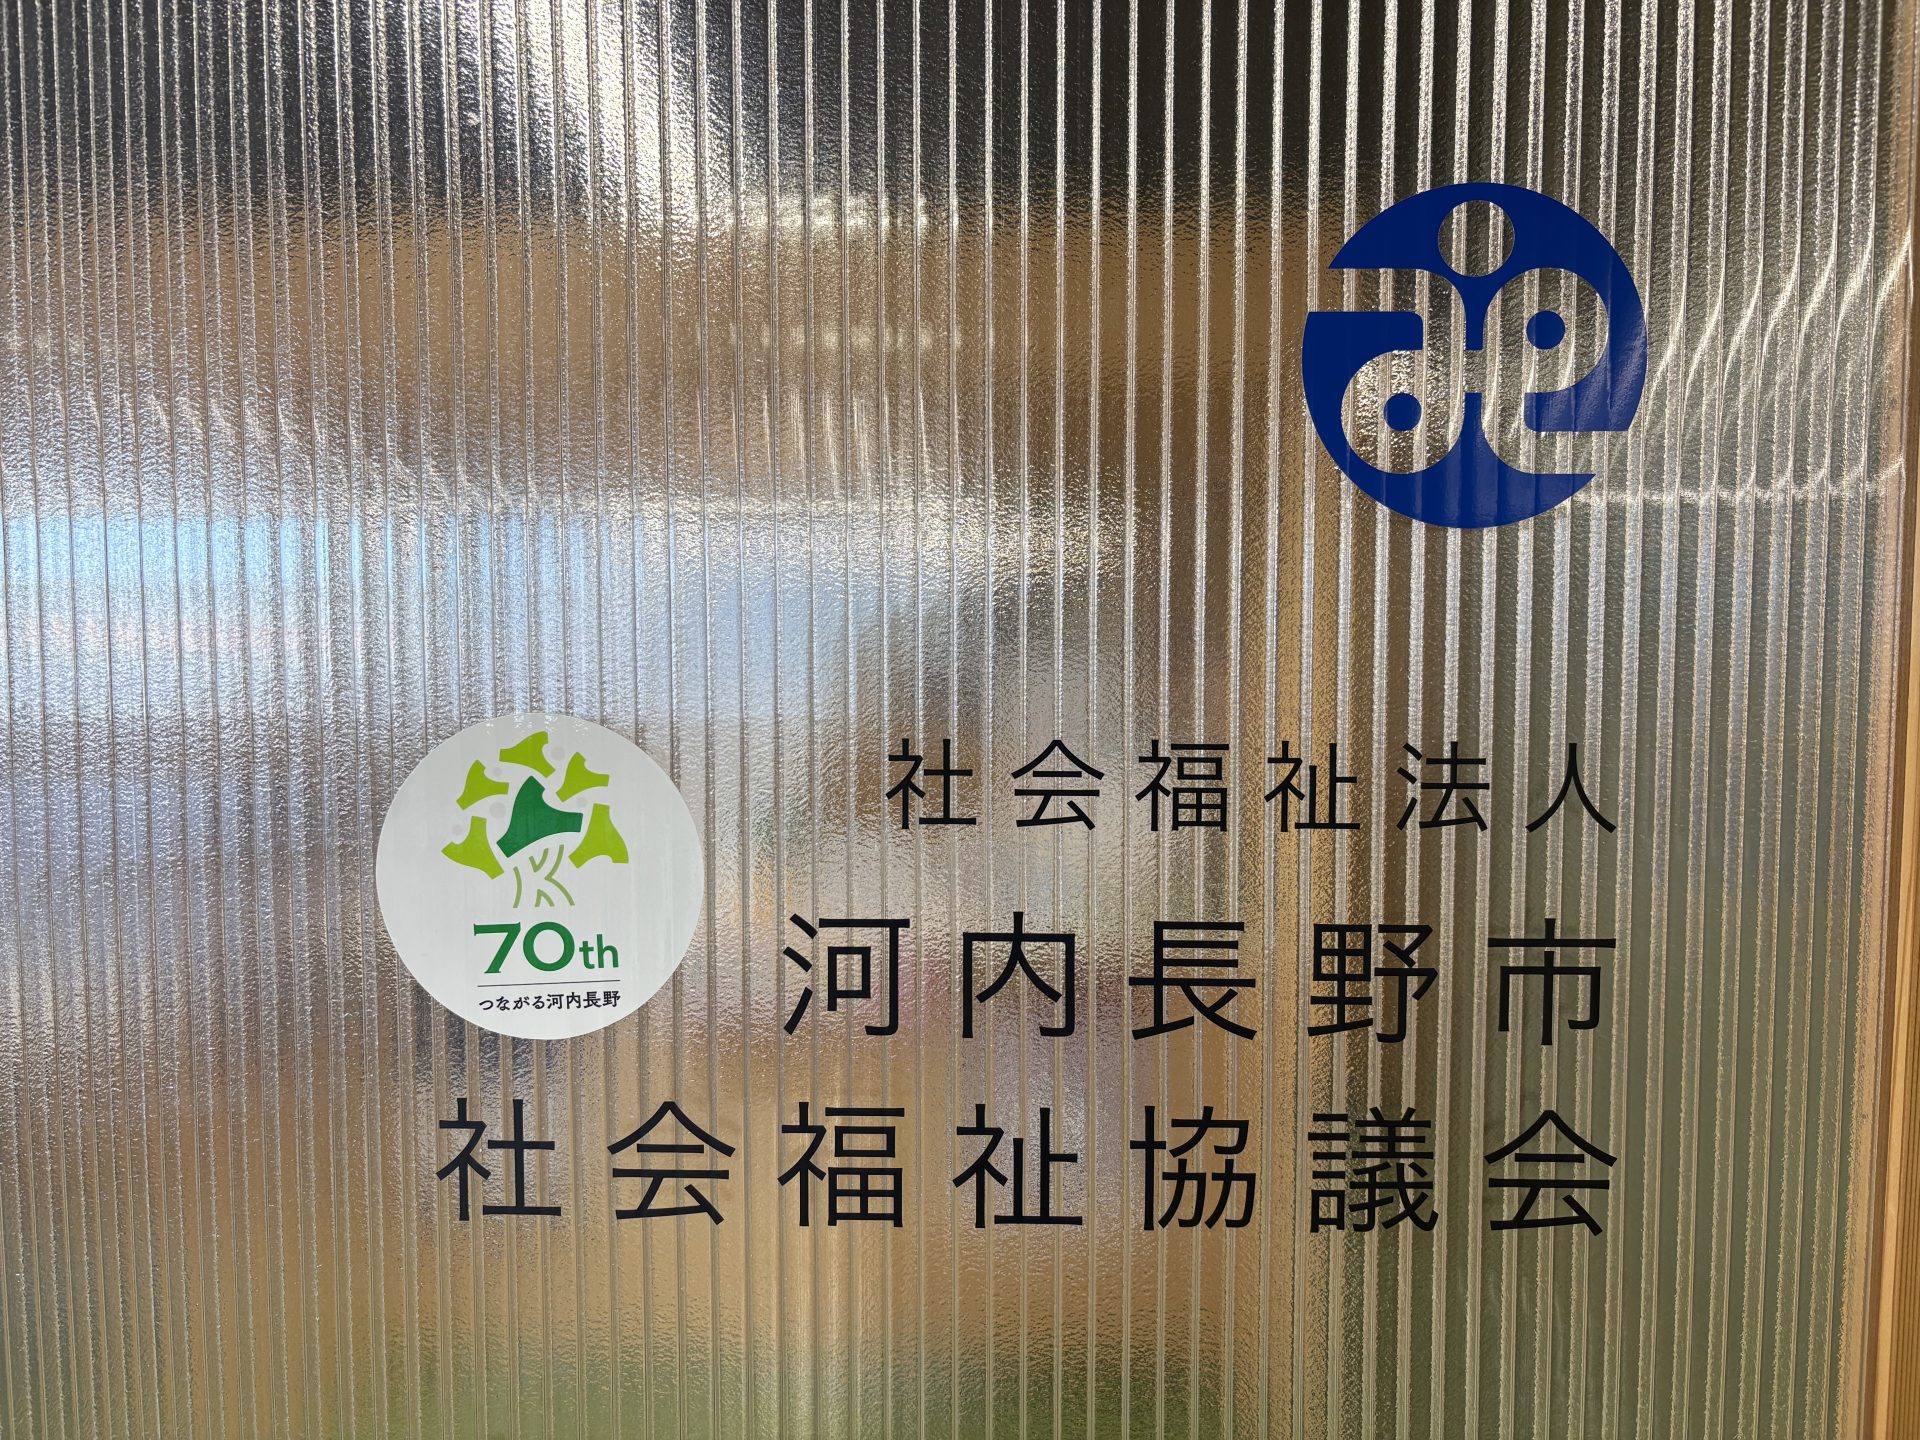 社会福祉法人
河内長野市
社会福祉協議会
70th
つながる河内長野